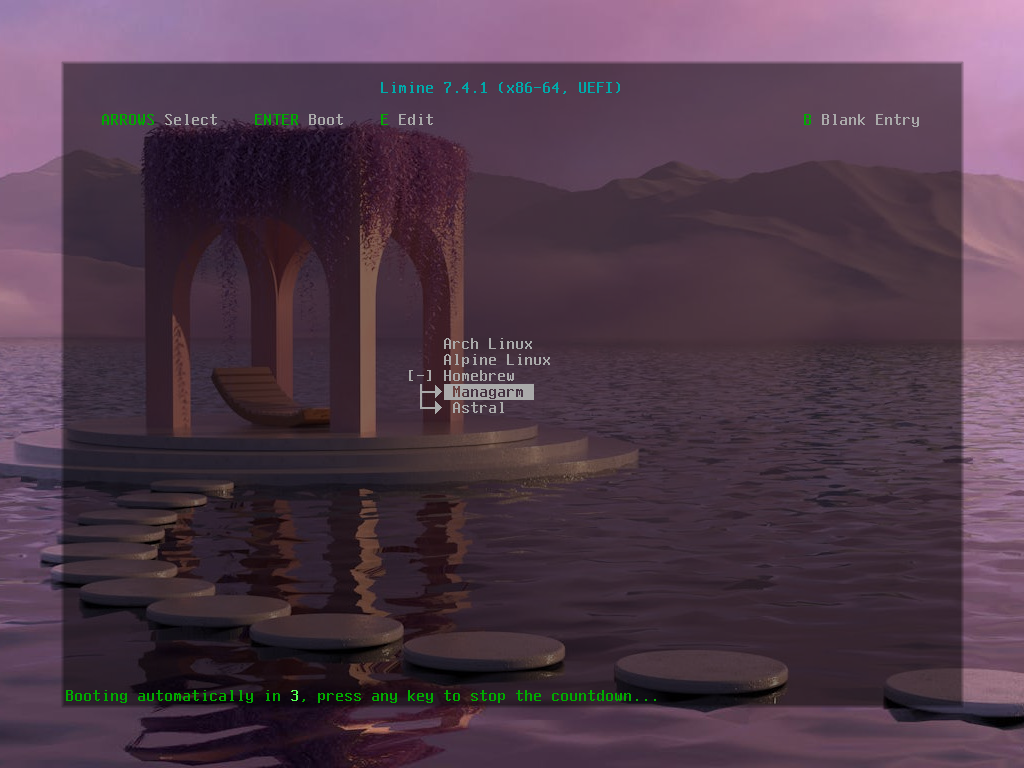 Limine 7.4.1 (x86-64, UEFI)
ARROWS Select ENTER Boot E Edit B Blank Entry
Arch Linux
Alpine Linux
[-] Homebrew
Managarm
Astral
Booting automatically in 3, press any key to stop the countdown...